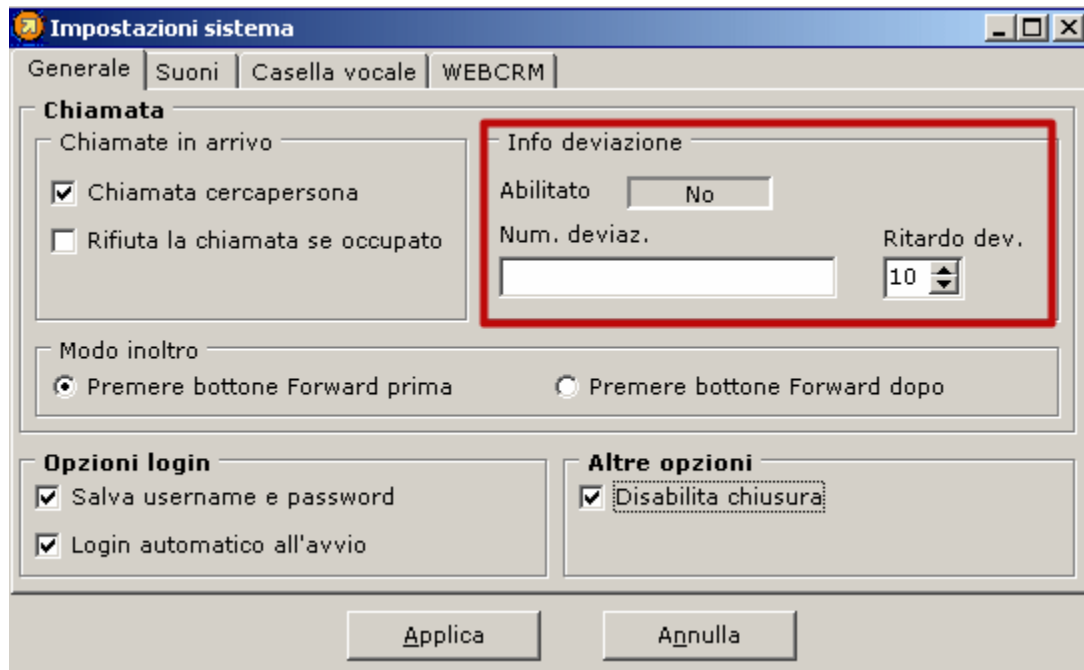 Impostazioni sistema
Generale Suoni Casella vocale WEBCRM
Chiamata
Chiamate in arrivo
Chiamata cercapersona
Rifiuta la chiamata se occupato
Info deviazione
Abilitato No
Num. deviaz. Ritardo dev.
10
Modo inoltro
Premere bottone Forward prima Premere bottone Forward dopo
Opzioni login
Salva username e password
Login automatico all'avvio
Altre opzioni
Disabilita chiusura
Applica Annulla